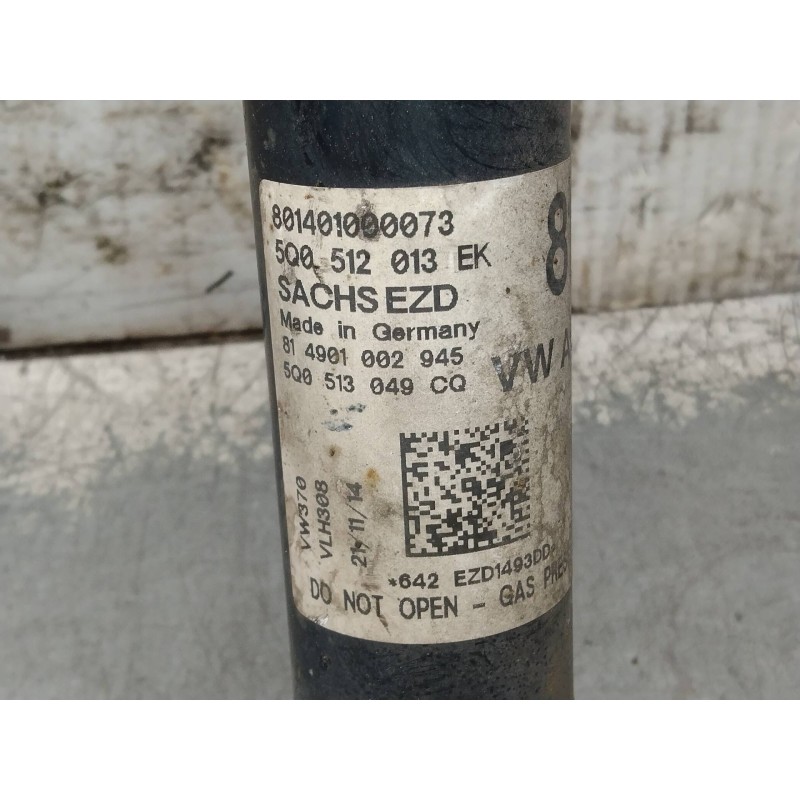 801401000073
5Q0 512 013 EK
SACHS EZD
Made in Germany
81 4901 002 945
5Q0 513 049 CQ
8
VW A
VW370
VLH308
21/11/14
*642 EZD1493DD
DO NOT OPEN - GAS PRES